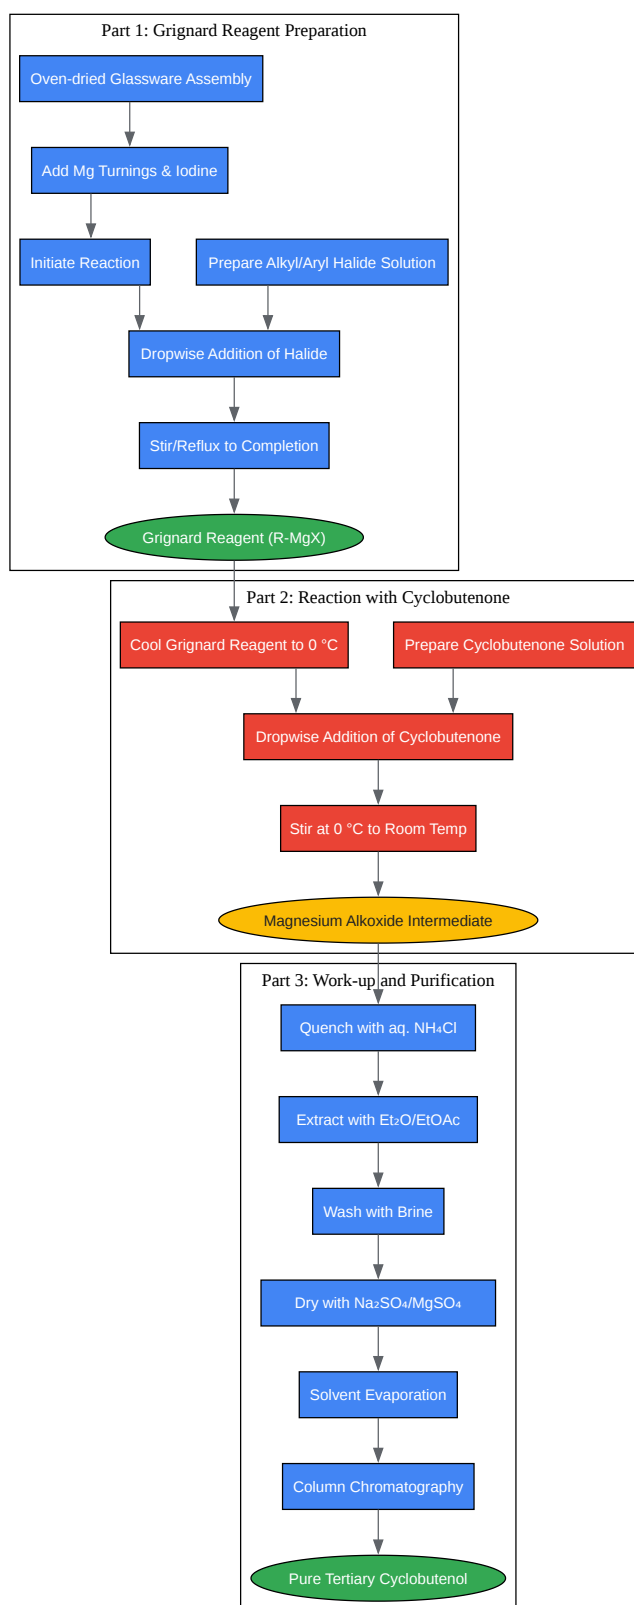 Part 1: Grignard Reagent Preparation
Oven-dried Glassware Assembly
Add Mg Turnings & Iodine
Initiate Reaction
Prepare Alkyl/Aryl Halide Solution
Dropwise Addition of Halide
Stir/Reflux to Completion
Grignard Reagent (R-MgX)
Part 2: Reaction with Cyclobutenone
Cool Grignard Reagent to 0 °C
Prepare Cyclobutenone Solution
Dropwise Addition of Cyclobutenone
Stir at 0 °C to Room Temp
Magnesium Alkoxide Intermediate
Part 3: Work-up and Purification
Quench with aq. NH₄Cl
Extract with Et₂O/EtOAc
Wash with Brine
Dry with Na₂SO₄/MgSO₄
Solvent Evaporation
Column Chromatography
Pure Tertiary Cyclobutenol